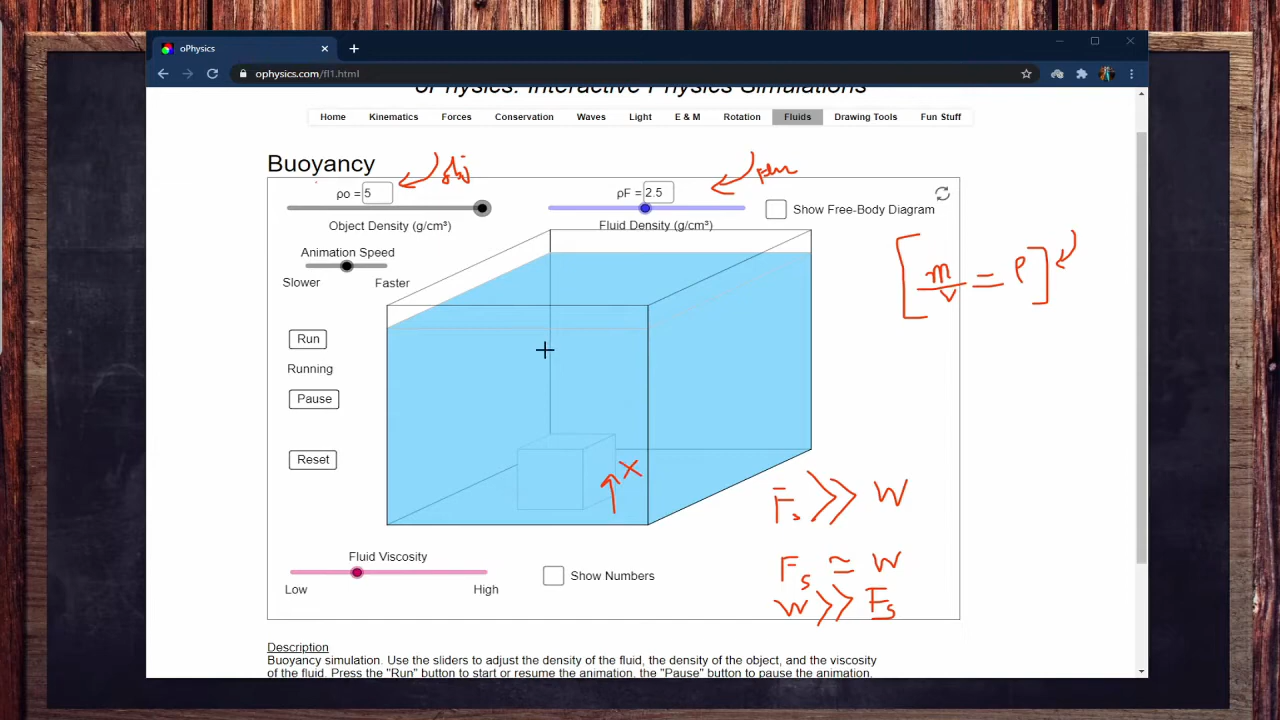 oPhysics
ophysics.com/fl1.html
oPhysics: Interactive Physics Simulations
Home Kinematics Forces Conservation Waves Light E & M Rotation Fluids Drawing Tools Fun Stuff
Buoyancy
ρo = 5
ρF = 2.5
Object Density (g/cm³)
Fluid Density (g/cm³)
Show Free-Body Diagram
Animation Speed
Slower Faster
m/v = ρ
Run
Running
Pause
Reset
x
Fs >> W
Fs ≃ W
W >> Fs
Fluid Viscosity
Low High
Show Numbers
Description
Buoyancy simulation. Use the sliders to adjust the density of the fluid, the density of the object, and the viscosity
of the fluid. Press the "Run" button to start or resume the animation, the "Pause" button to pause the animation,